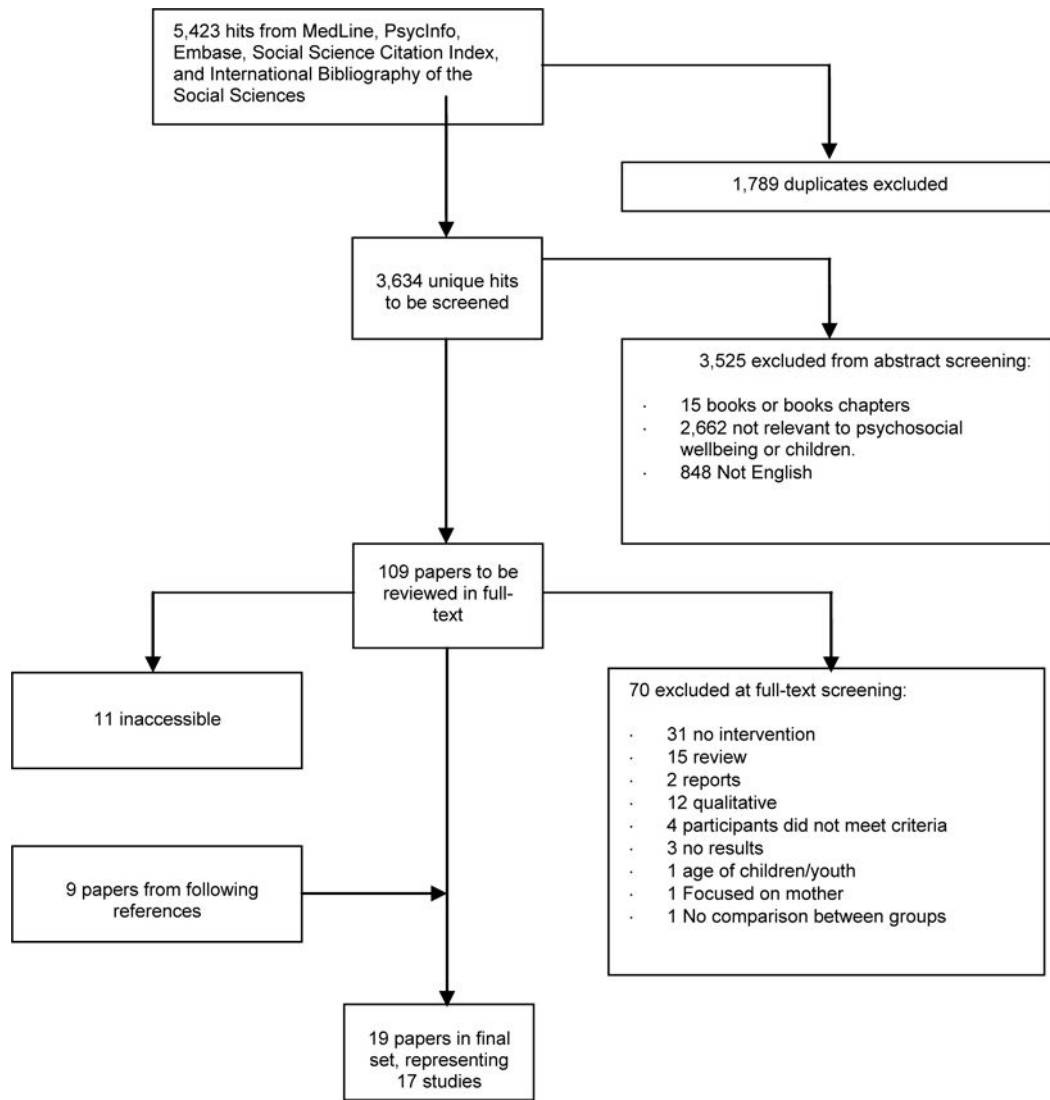 5,423 hits from MedLine, PsycInfo,
Embase, Social Science Citation Index,
and International Bibliography of the
Social Sciences
1,789 duplicates excluded
3,634 unique hits
to be screened
3,525 excluded from abstract screening:
· 15 books or books chapters
· 2,662 not relevant to psychosocial
wellbeing or children.
· 848 Not English
109 papers to be
reviewed in full-
text
11 inaccessible
70 excluded at full-text screening:
· 31 no intervention
· 15 review
· 2 reports
· 12 qualitative
· 4 participants did not meet criteria
· 3 no results
· 1 age of children/youth
· 1 Focused on mother
· 1 No comparison between groups
9 papers from following
references
19 papers in final
set, representing
17 studies